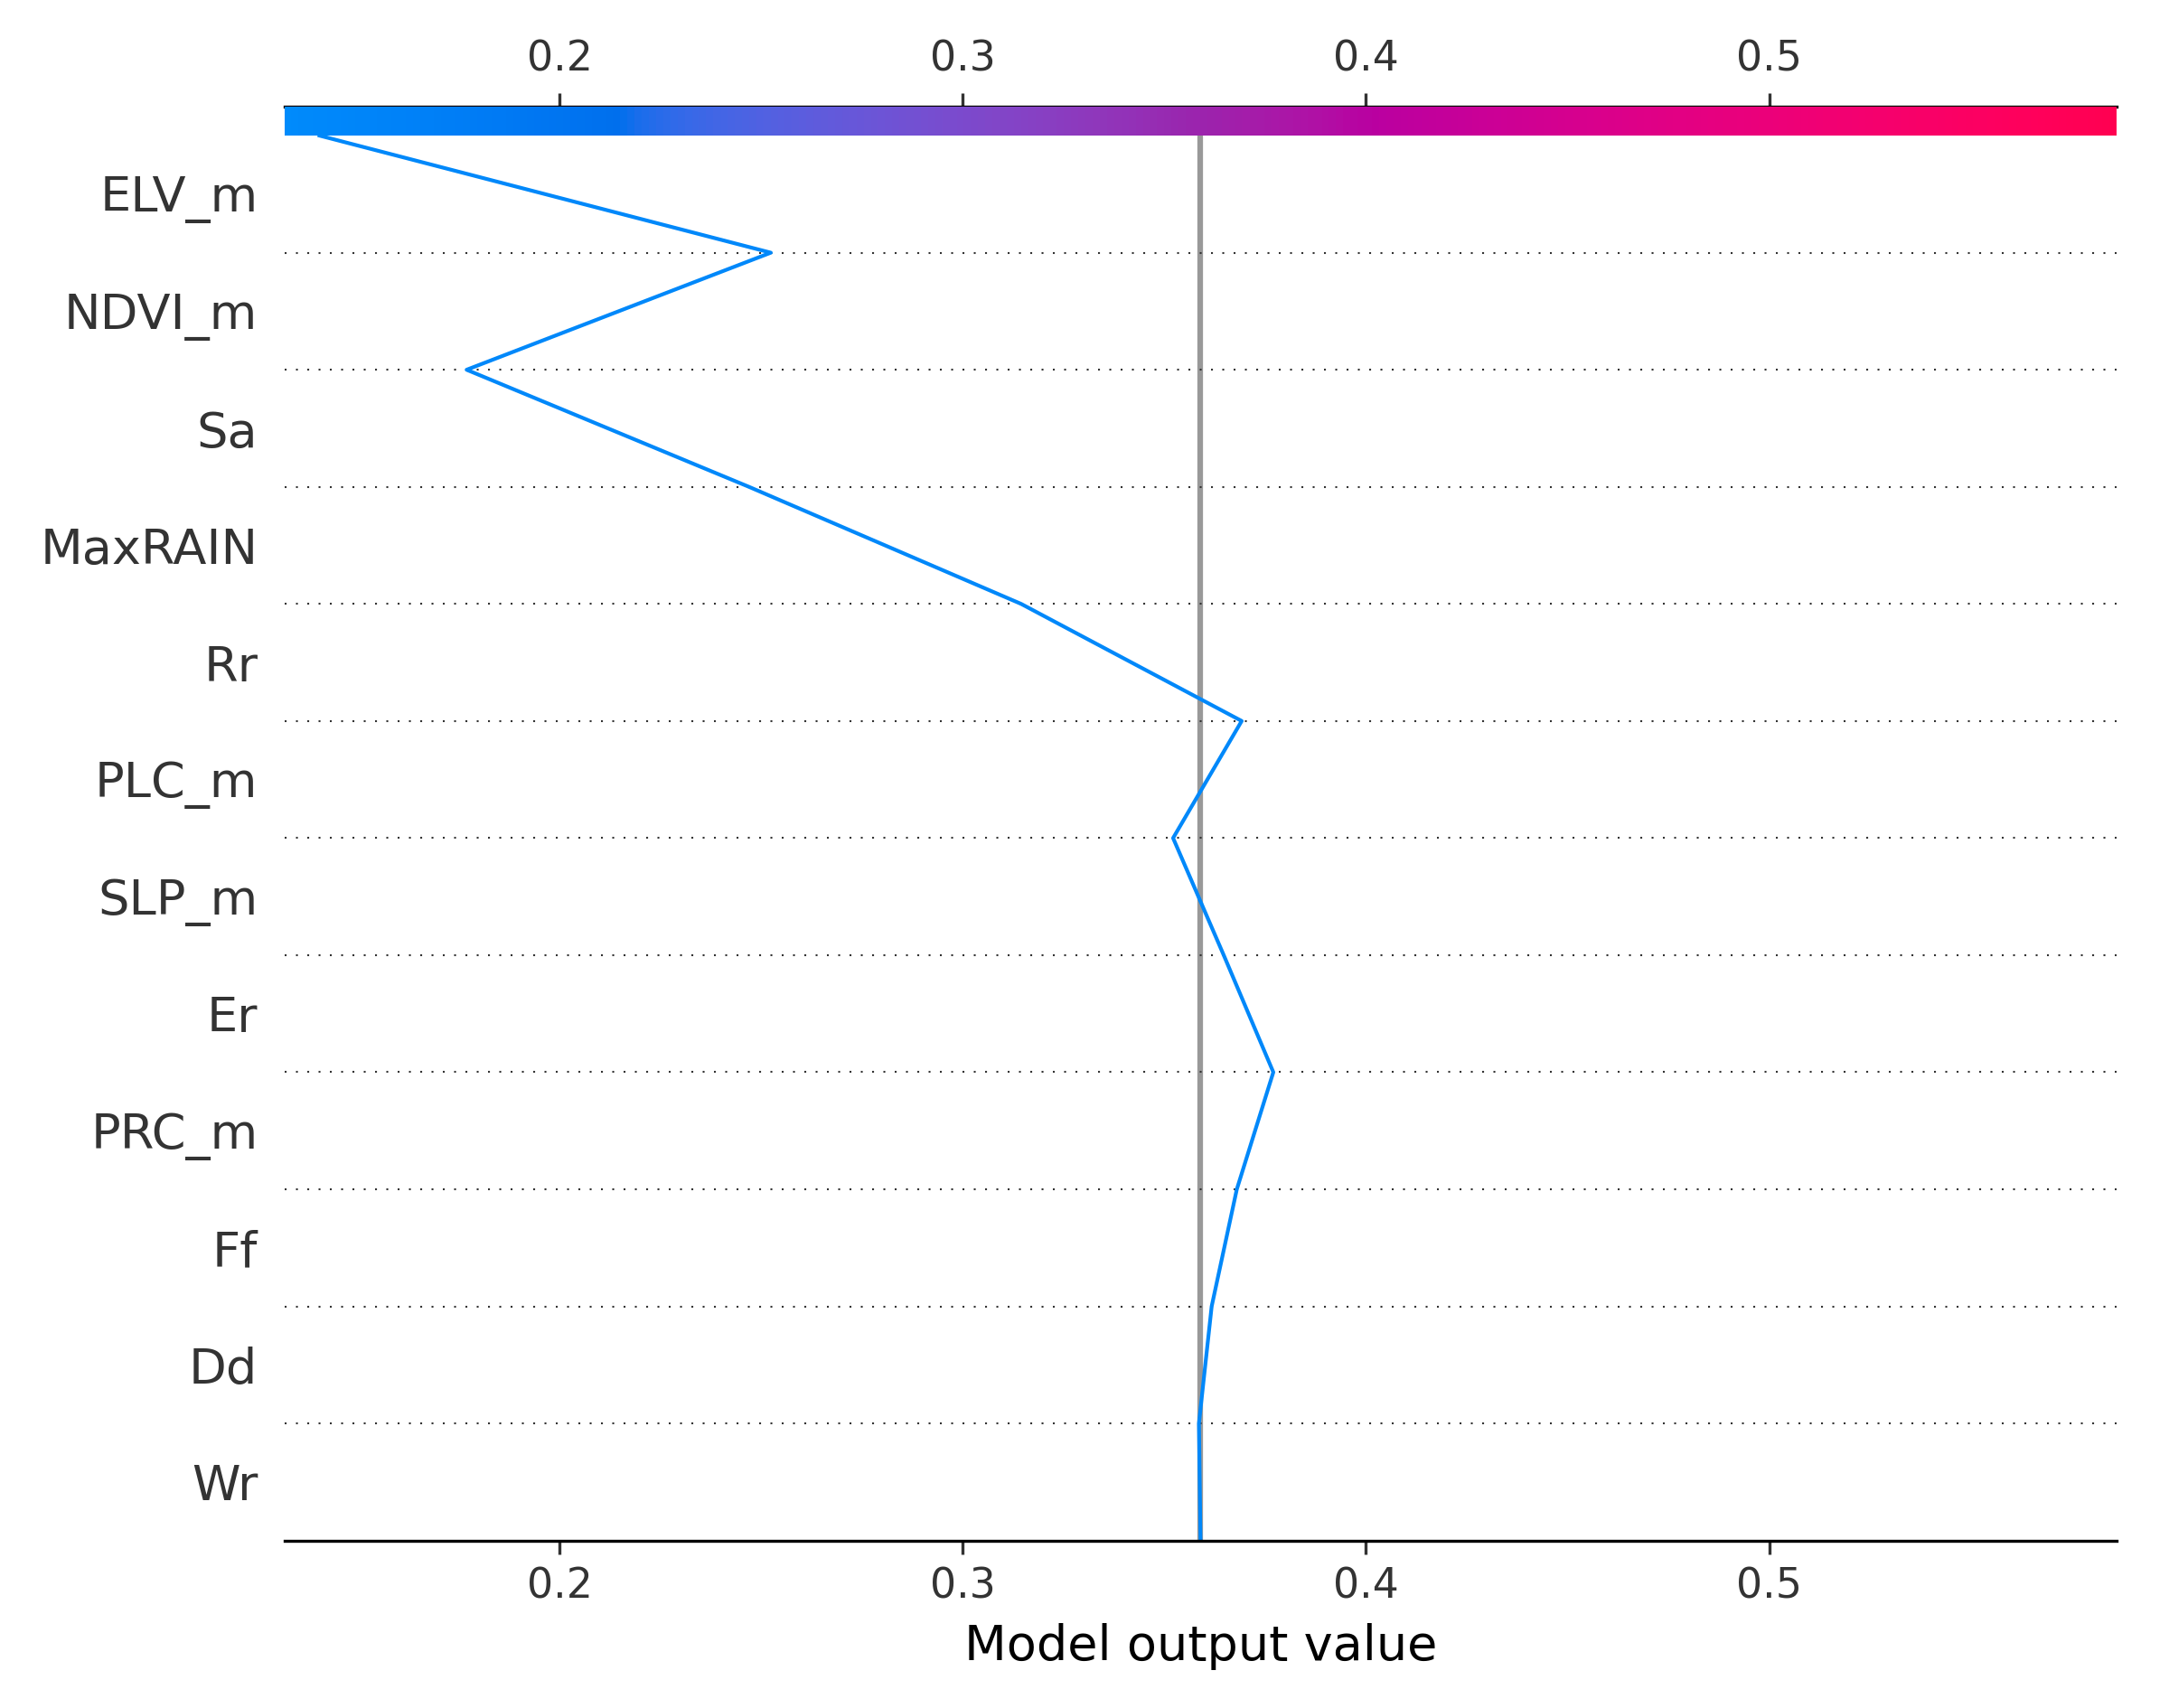 0.2 0.3 0.4 0.5
ELV_m
NDVI_m
Sa
MaxRAIN
Rr
PLC_m
SLP_m
Er
PRC_m
Ff
Dd
Wr
0.2 0.3 0.4 0.5
Model output value